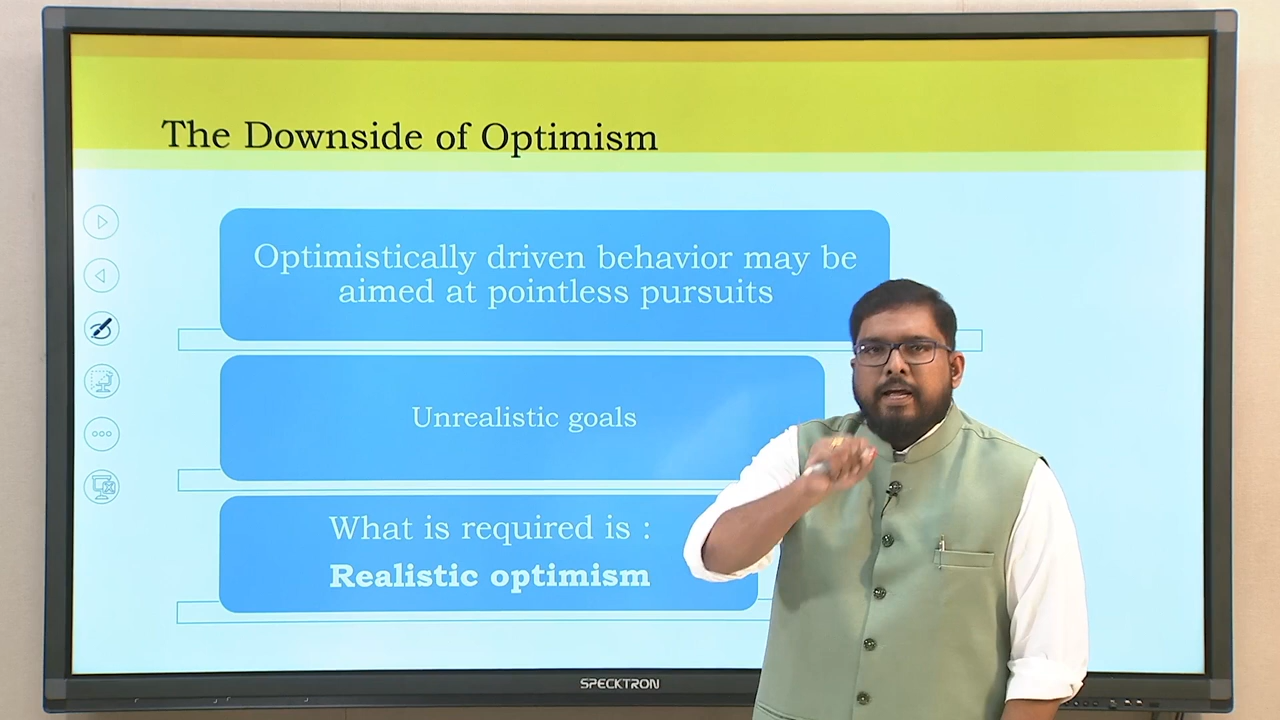 The Downside of Optimism
Optimistically driven behavior may be
aimed at pointless pursuits
Unrealistic goals
What is required is :
Realistic optimism
SPECKTRON